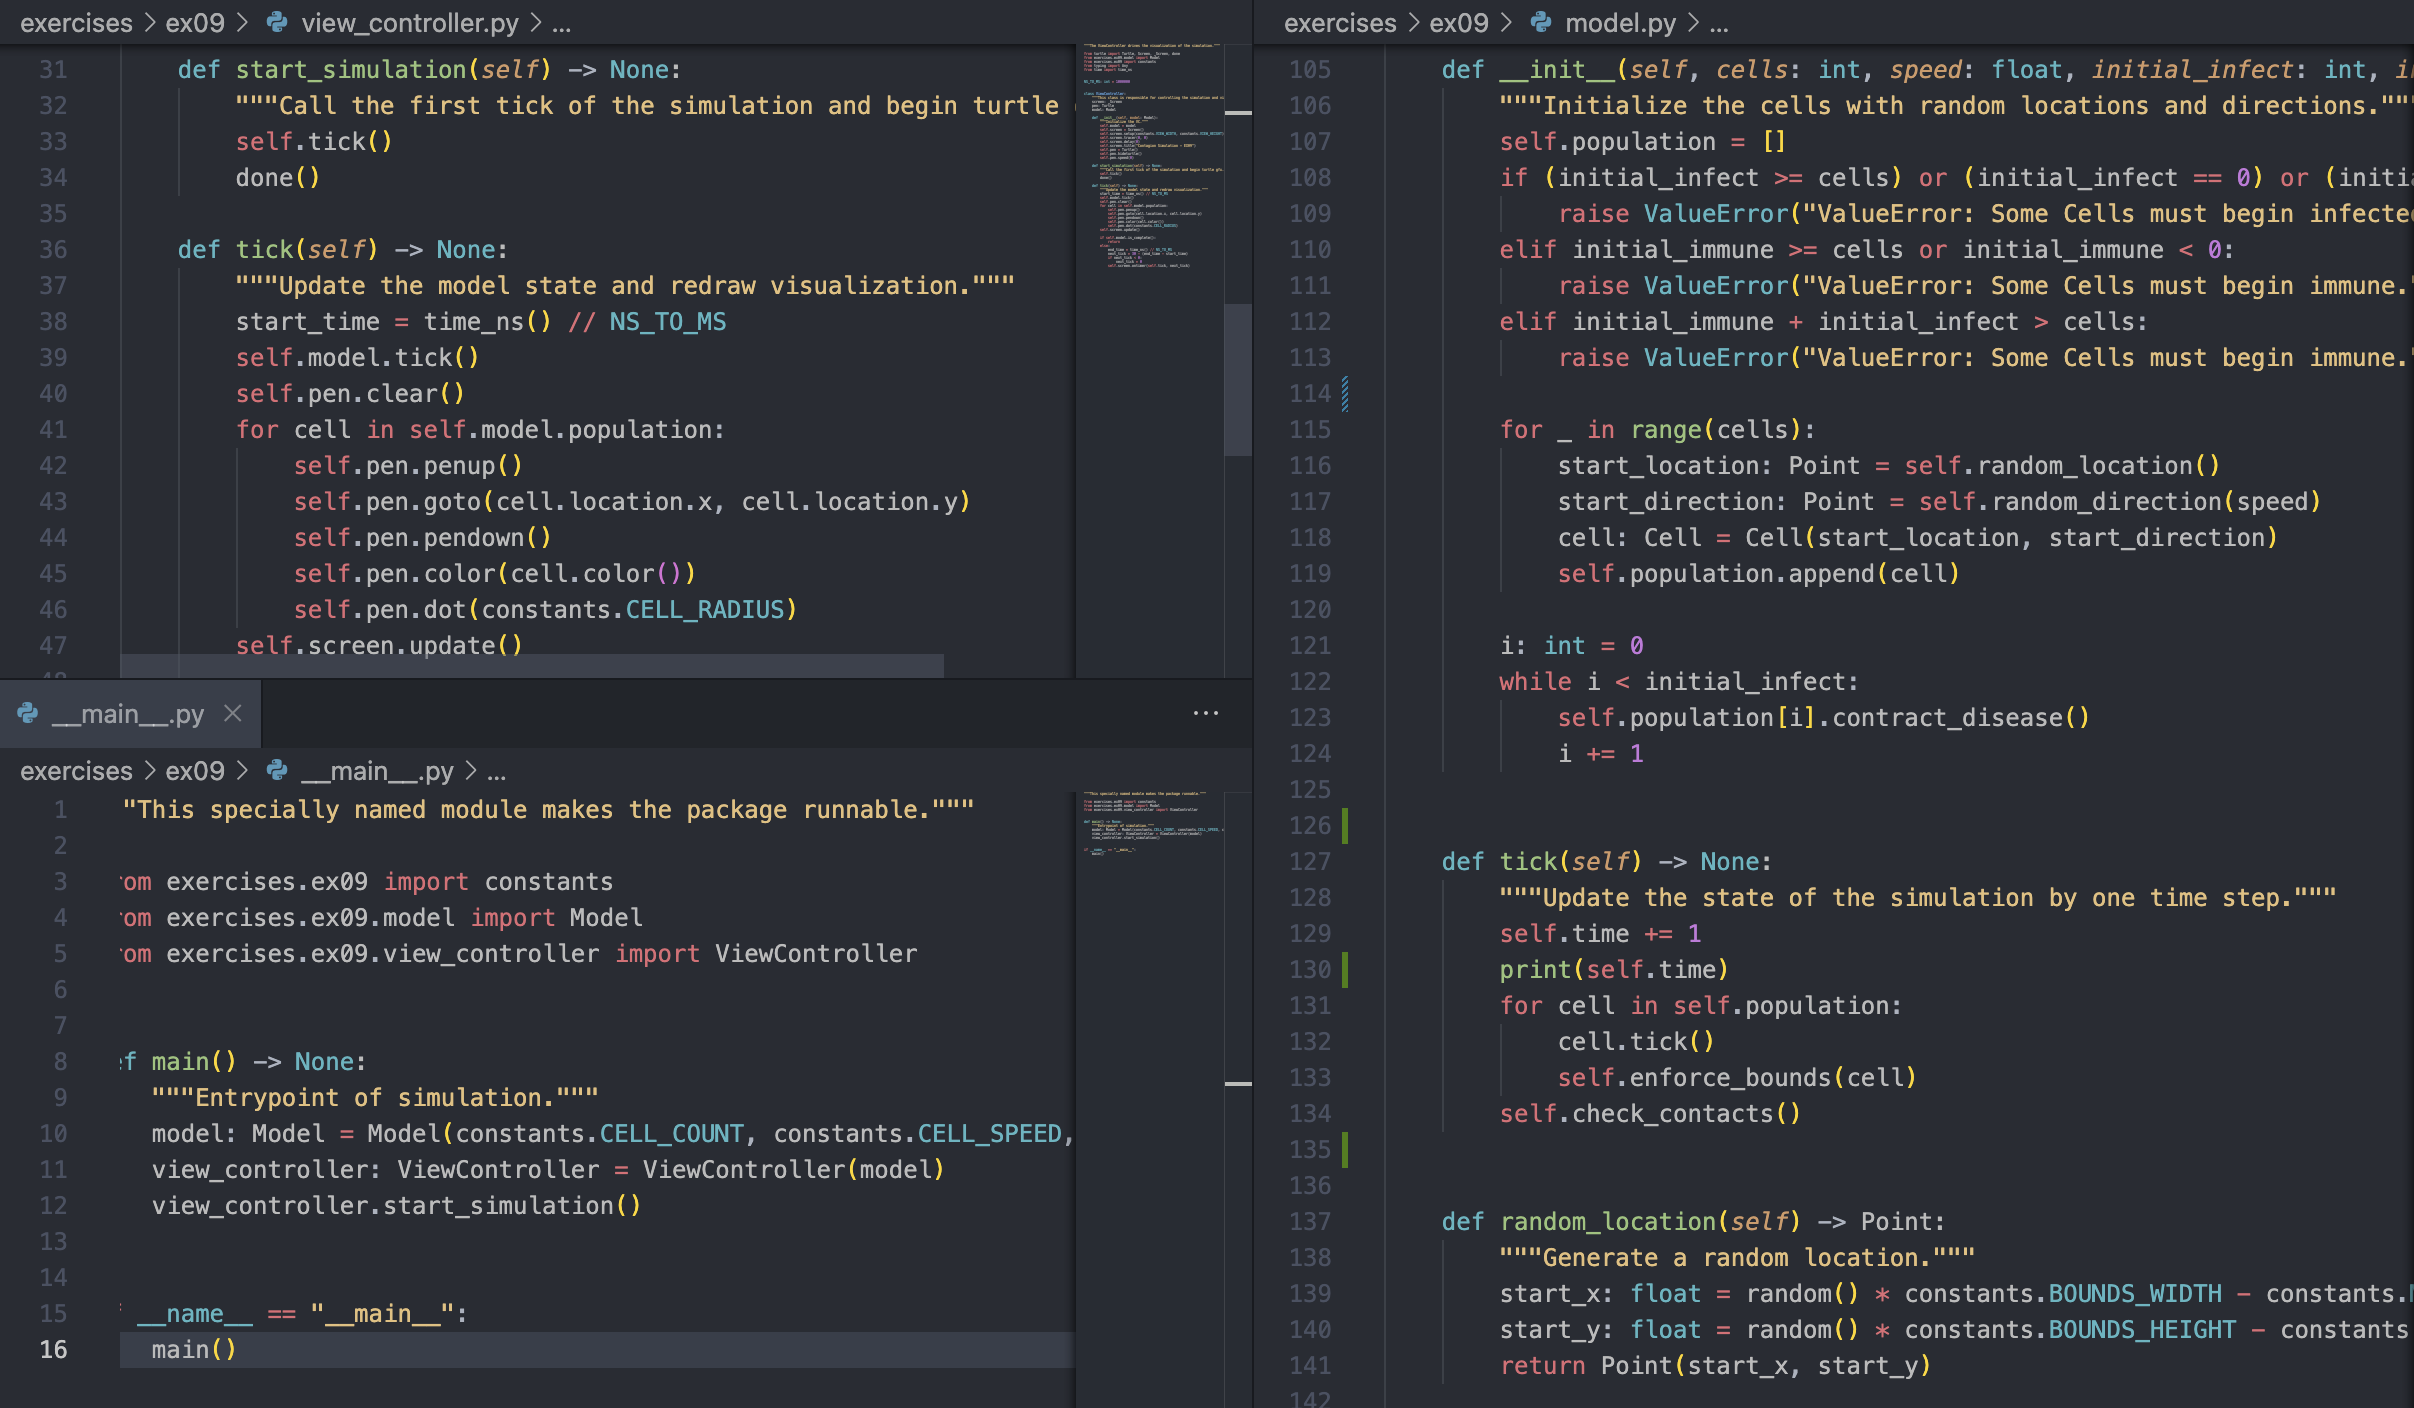 exercises > ex09 > view_controller.py > ...
31 def start_simulation(self) -> None:
32 """Call the first tick of the simulation and begin turtle
33 self.tick()
34 done()
35
36 def tick(self) -> None:
37 """Update the model state and redraw visualization."""
38 start_time = time_ns() // NS_TO_MS
39 self.model.tick()
40 self.pen.clear()
41 for cell in self.model.population:
42 self.pen.penup()
43 self.pen.goto(cell.location.x, cell.location.y)
44 self.pen.pendown()
45 self.pen.color(cell.color())
46 self.pen.dot(constants.CELL_RADIUS)
47 self.screen.update()
__main__.py
...
exercises > ex09 > __main__.py > ...
1 "This specially named module makes the package runnable."""
2
3 om exercises.ex09 import constants
4 om exercises.ex09.model import Model
5 om exercises.ex09.view_controller import ViewController
6
7
8 f main() -> None:
9 """Entrypoint of simulation."""
10 model: Model = Model(constants.CELL_COUNT, constants.CELL_SPEED,
11 view_controller: ViewController = ViewController(model)
12 view_controller.start_simulation()
13
14
15 __name__ == "__main__":
16 main()
exercises > ex09 > model.py > ...
105 def __init__(self, cells: int, speed: float, initial_infect: int,
106 """Initialize the cells with random locations and directions."""
107 self.population = []
108 if (initial_infect >= cells) or (initial_infect == 0) or (initi
109 raise ValueError("ValueError: Some Cells must begin infecte
110 elif initial_immune >= cells or initial_immune < 0:
111 raise ValueError("ValueError: Some Cells must begin immune.
112 elif initial_immune + initial_infect > cells:
113 raise ValueError("ValueError: Some Cells must begin immune.
114
115 for _ in range(cells):
116 start_location: Point = self.random_location()
117 start_direction: Point = self.random_direction(speed)
118 cell: Cell = Cell(start_location, start_direction)
119 self.population.append(cell)
120
121 i: int = 0
122 while i < initial_infect:
123 self.population[i].contract_disease()
124 i += 1
125
126
127 def tick(self) -> None:
128 """Update the state of the simulation by one time step."""
129 self.time += 1
130 print(self.time)
131 for cell in self.population:
132 cell.tick()
133 self.enforce_bounds(cell)
134 self.check_contacts()
135
136
137 def random_location(self) -> Point:
138 """Generate a random location."""
139 start_x: float = random() * constants.BOUNDS_WIDTH - constants.
140 start_y: float = random() * constants.BOUNDS_HEIGHT - constants
141 return Point(start_x, start_y)
142